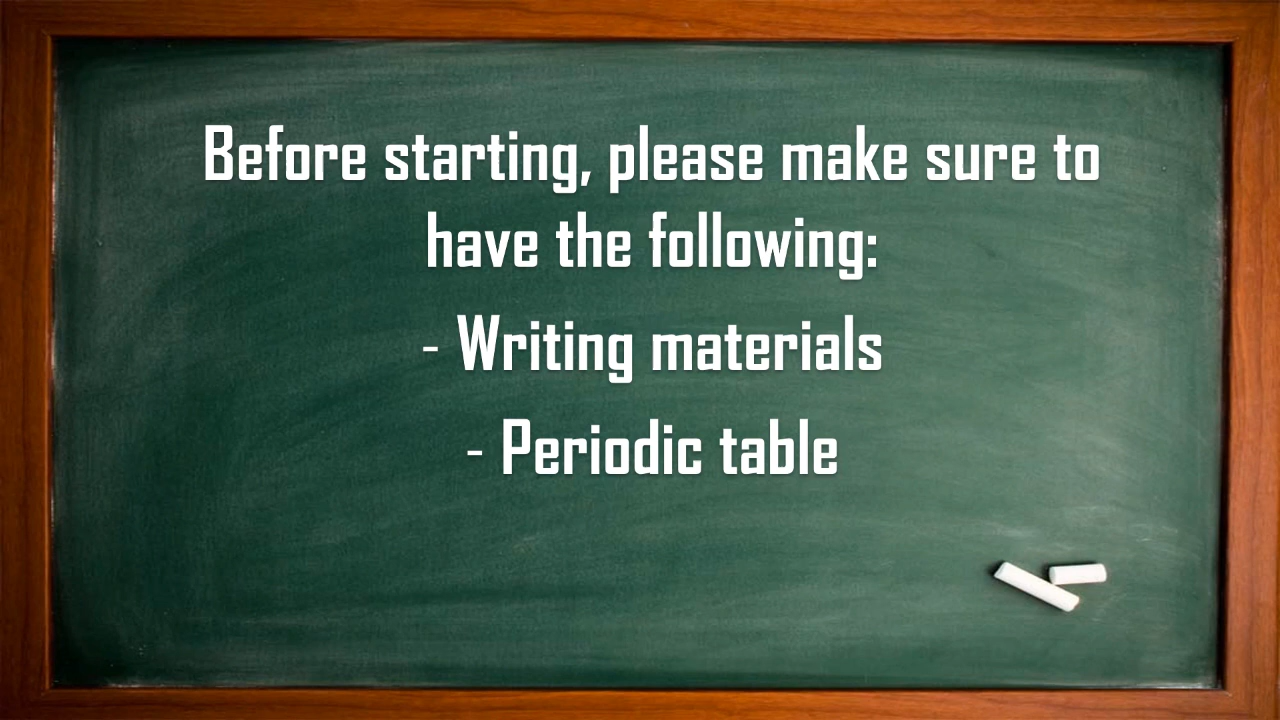 Before starting, please make sure to
have the following:
- Writing materials
- Periodic table